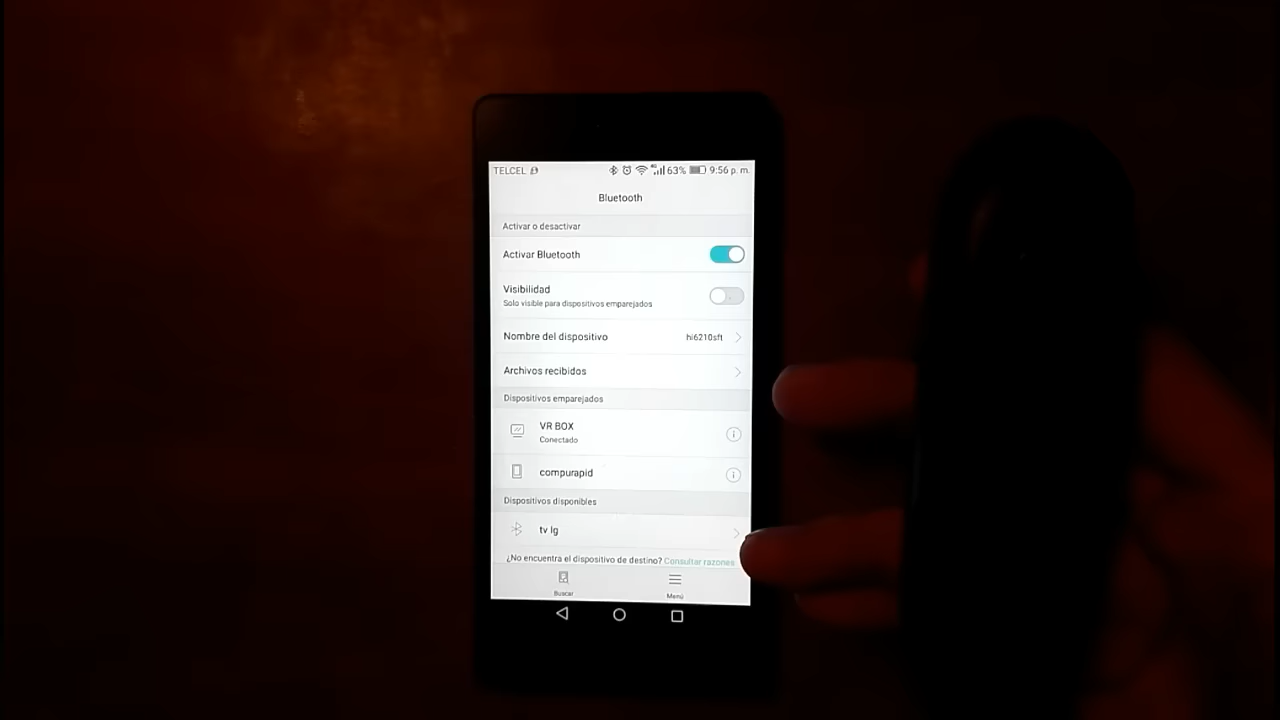 TELCEL 63% 9:56 p. m.
Bluetooth
Activar o desactivar
Activar Bluetooth
Visibilidad
Solo visible para dispositivos emparejados
Nombre del dispositivo hi6210sft
Archivos recibidos
Dispositivos emparejados
VR BOX
Conectado
compurapid
Dispositivos disponibles
tv lg
¿No encuentra el dispositivo de destino? Consultar razones
Buscar Menú